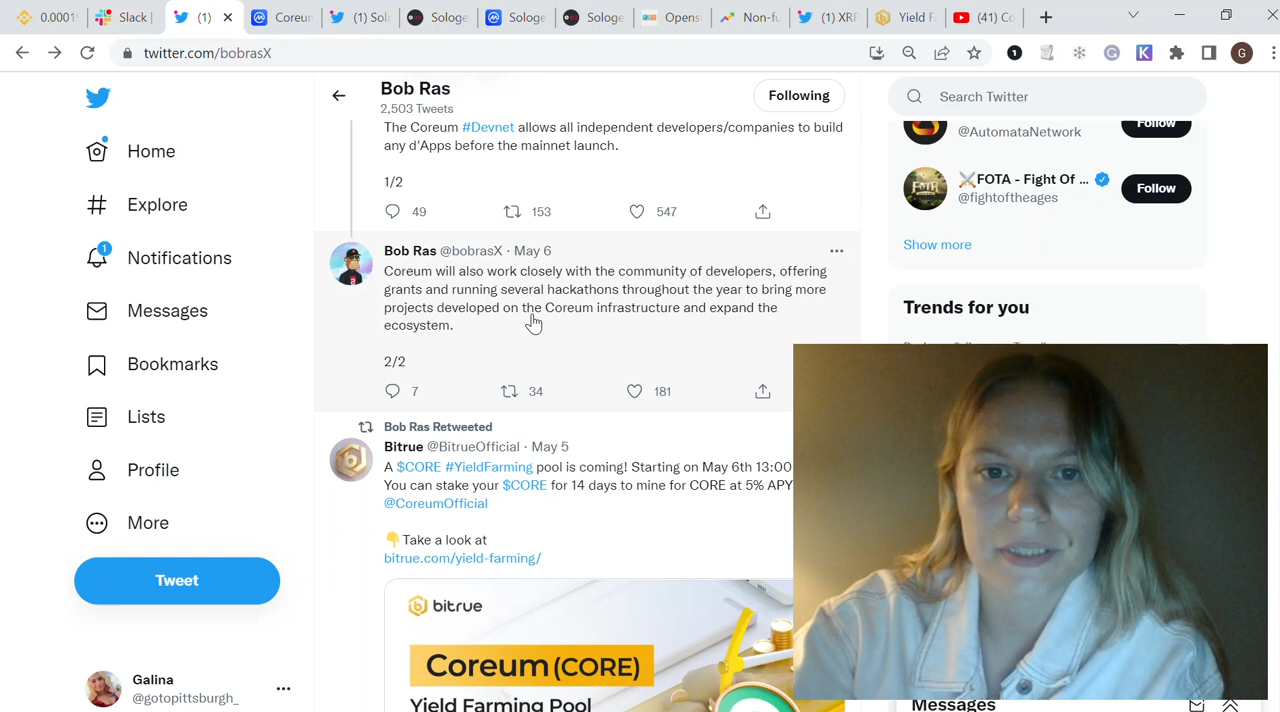 0.0001
Slack |
(1)
Coreun
(1) Solo
Sologe
Sologe
Sologe
Opens
Non-fu
(1) XRP
Yield F
(41) Co
twitter.com/bobrasX
G
Bob Ras
2,503 Tweets
Following
Search Twitter
Home
Explore
1
Notifications
Messages
Bookmarks
Lists
Profile
More
Tweet
Galina
@gotopittsburgh_
The Coreum #Devnet allows all independent developers/companies to build
any d'Apps before the mainnet launch.
1/2
49
153
547
Bob Ras @bobrasX · May 6
Coreum will also work closely with the community of developers, offering
grants and running several hackathons throughout the year to bring more
projects developed on the Coreum infrastructure and expand the
ecosystem.
2/2
7
34
181
Bob Ras Retweeted
Bitrue @BitrueOfficial · May 5
A $CORE #YieldFarming pool is coming! Starting on May 6th 13:00
You can stake your $CORE for 14 days to mine for CORE at 5% APY
@CoreumOfficial
Take a look at
bitrue.com/yield-farming/
bitrue
Coreum (CORE)
Yield Farming Pool
@AutomataNetwork
Follow
FOTA - Fight Of ...
@fightoftheages
Follow
Show more
Trends for you
Messages